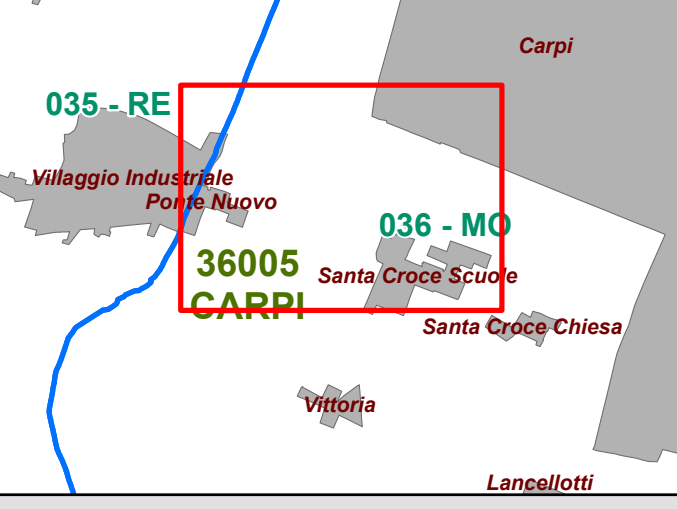 Carpi
035 - RE
Villaggio Industriale
Ponte Nuovo
036 - MO
36005
CARPI
Santa Croce Scuole
Santa Croce Chiesa
Vittoria
Lancellotti